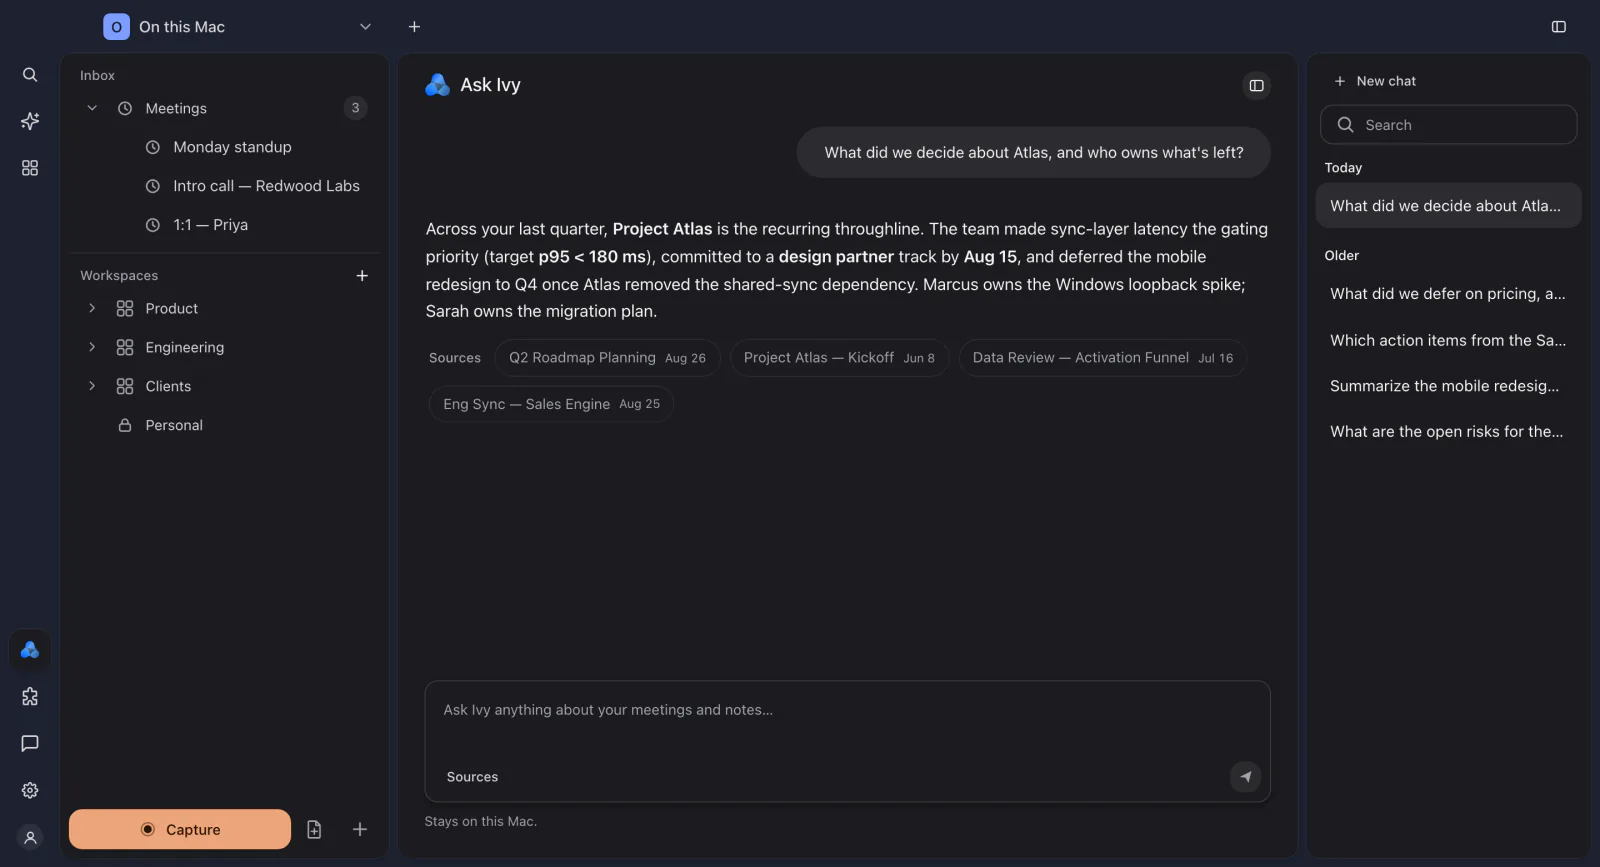 O On this Mac
Inbox
Meetings 3
Monday standup
Intro call — Redwood Labs
1:1 — Priya
Workspaces
Product
Engineering
Clients
Personal
Capture
Ask Ivy
What did we decide about Atlas, and who owns what's left?
Across your last quarter, Project Atlas is the recurring throughline. The team made sync-layer latency the gating
priority (target p95 < 180 ms), committed to a design partner track by Aug 15, and deferred the mobile
redesign to Q4 once Atlas removed the shared-sync dependency. Marcus owns the Windows loopback spike;
Sarah owns the migration plan.
Sources Q2 Roadmap Planning Aug 26 Project Atlas — Kickoff Jun 8 Data Review — Activation Funnel Jul 16
Eng Sync — Sales Engine Aug 25
Ask Ivy anything about your meetings and notes...
Sources
Stays on this Mac.
New chat
Search
Today
What did we decide about Atla...
Older
What did we defer on pricing, a...
Which action items from the Sa...
Summarize the mobile redesig...
What are the open risks for the...